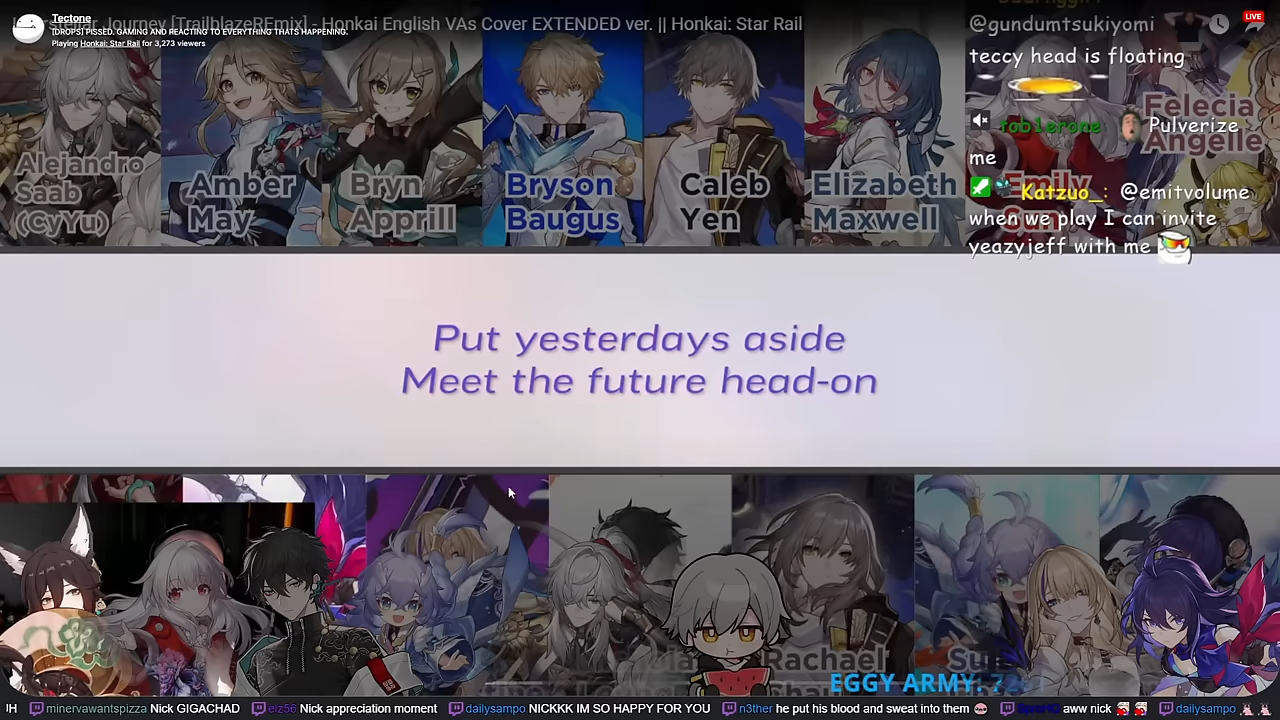 Tectone
[DROPS] PISSED. GAMING AND REACTING TO EVERYTHING THATS HAPPENING.
Playing Honkai: Star Rail for 3,273 viewers
Journey [TrailblazeREmix] - Honkai English VAs Cover EXTENDED ver. || Honkai: Star Rail
LIVE
@gundumtsukiyomi
teccy head is floating
Pulverize
me
Katzuo_: @emitvolume
when we play I can invite
yeazyjeff with me
Alejandro
Saab
(CyYu)
Amber
May
Bryn
Apprill
Bryson
Baugus
Caleb
Yen
Elizabeth
Maxwell
Emily
Felecia
Angelle
Put yesterdays aside
Meet the future head-on
Rachael
EGGY ARMY:
!H
minervawantspizza Nick GIGACHAD
elz56 Nick appreciation moment
dailysampo NICKKK IM SO HAPPY FOR YOU
n3ther he put his blood and sweat into them
aww nick
dailysampo